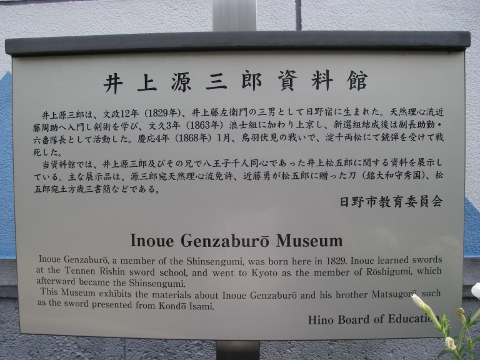 井上源三郎資料館
井上源三郎は、文政12年（1829年）、井上藤左衛門の三男として日野宿に生まれた。天然理心流近
藤周助へ入門し剣術を学び、文久3年（1863年）浪士組に加わり上京し、新選組結成後は副長助勤・
六番隊長として活動した。慶応4年（1868年）1月、鳥羽伏見の戦いで、淀千両松にて銃弾を受けて戦
死した。
当資料館では、井上源三郎及びその兄で八王子千人同心であった井上松五郎に関する資料を展示し
ている。主な展示品は、源三郎宛天然理心流免許、近藤勇が松五郎に贈った刀（銘大和守秀国）、松
五郎宛土方歳三書簡などである。
日野市教育委員会
Inoue Genzaburō Museum
Inoue Genzaburō, a member of the Shinsengumi, was born here in 1829. Inoue learned swords
at the Tennen Rishin sword school, and went to Kyoto as the member of Rōshigumi, which
afterward became the Shinsengumi.
This Museum exhibits the materials about Inoue Genzaburō and his brother Matsugorō, such
as the sword presented from Kondō Isami.
Hino Board of Education